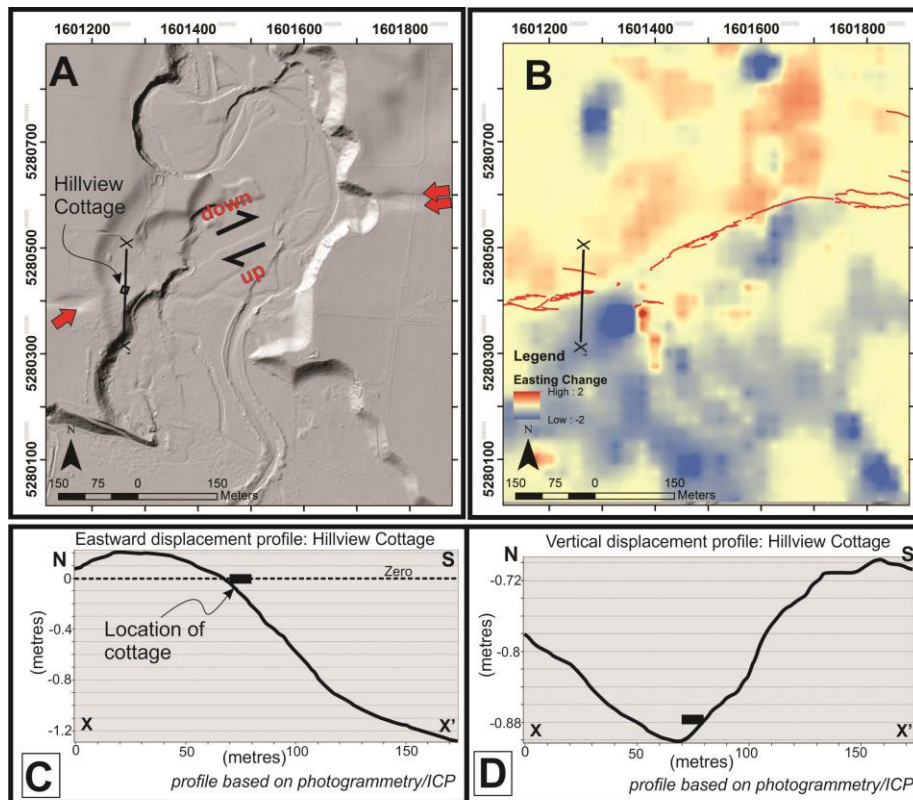 1601200 1601400 1601600 1601800
A
5280700
5280500
5280300
5280100
Hillview
Cottage
X
X
down
up
N
150 75 0 150
Meters
1601200 1601400 1601600 1601800
B
5280700
5280500
5280300
5280100
X
X'
Legend
Easting Change
High : 2
Low : -2
N
150 75 0 150
Meters
Eastward displacement profile: Hillview Cottage
N S
Zero
0
-0.4
-0.8
-1.2
(metres)
Location of
cottage
X X'
0 50 100 150
(metres)
C
profile based on photogrammetry/ICP
Vertical displacement profile: Hillview Cottage
N S
-0.72
-0.8
-0.88
(metres)
X X'
0 50 100 150
(metres)
D
profile based on photogrammetry/ICP